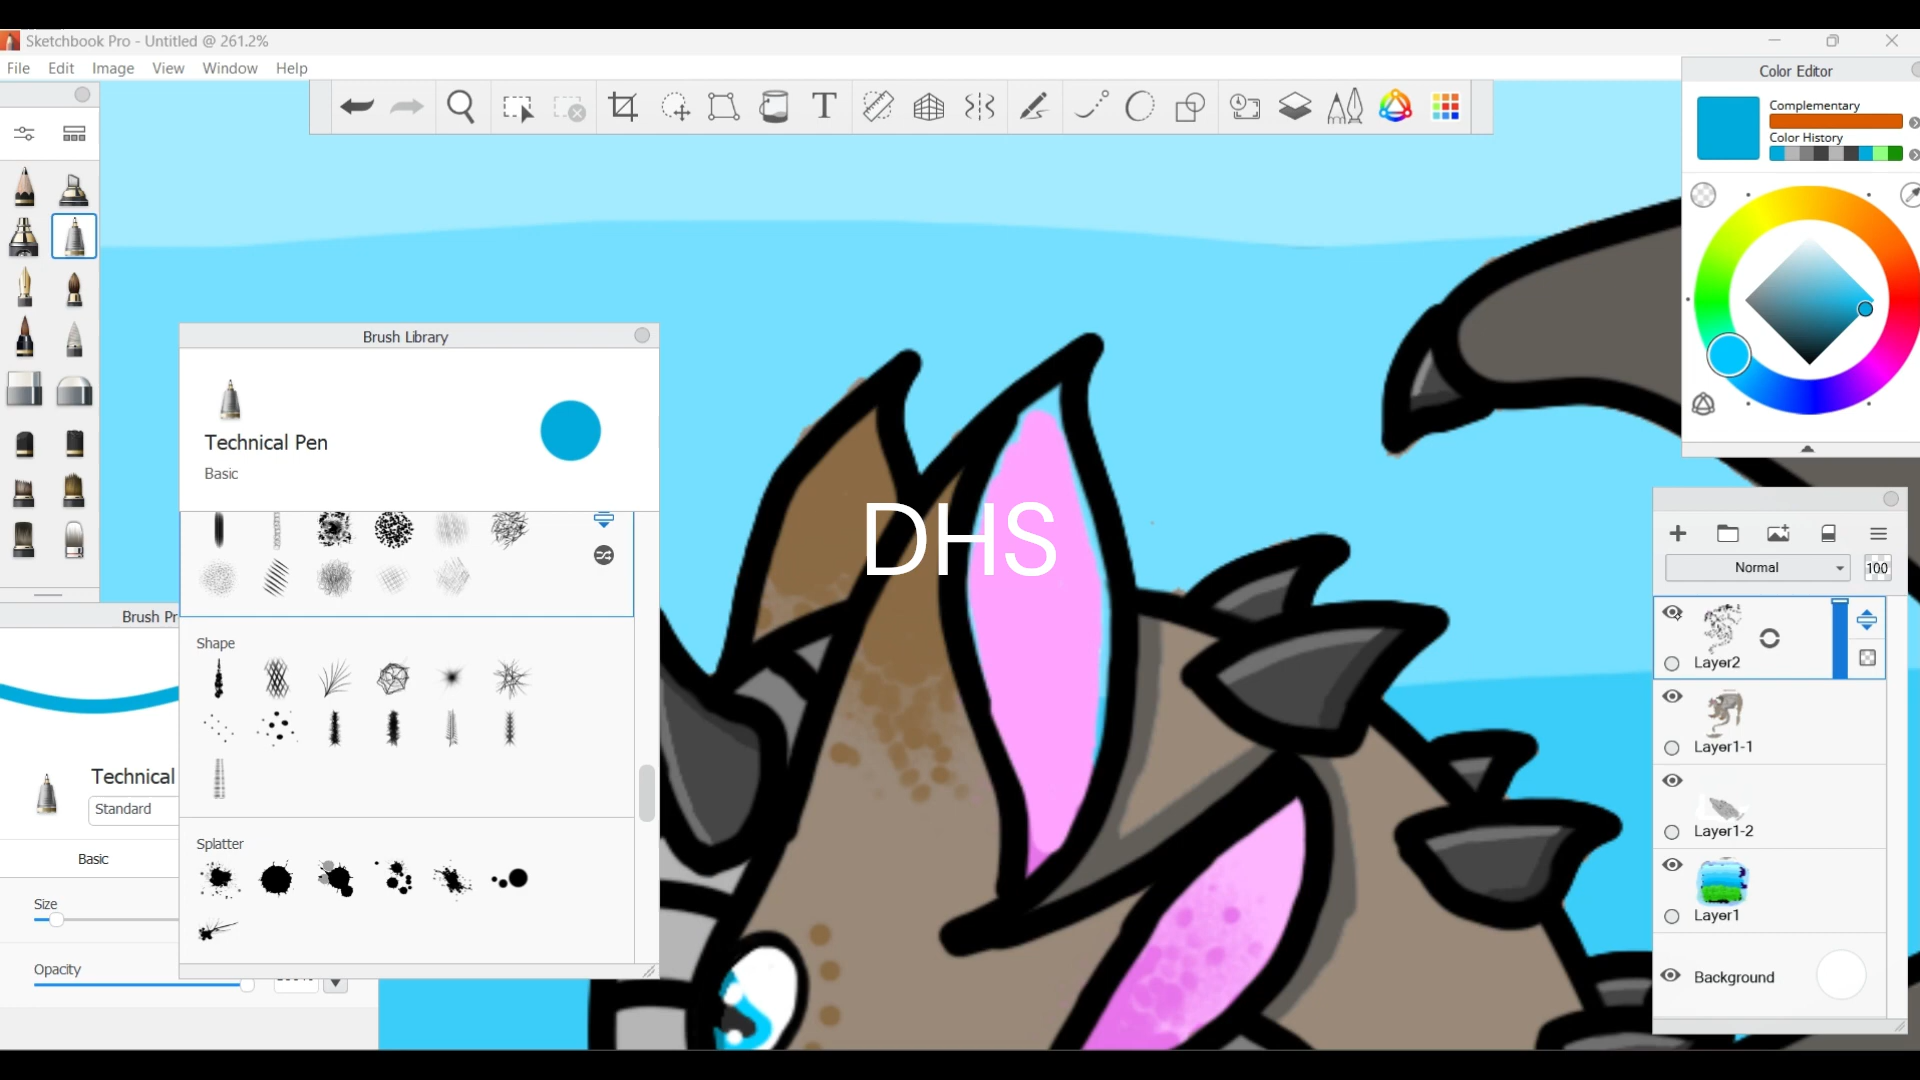 Sketchbook Pro - Untitled @ 261.2%
File Edit Image View Window Help
Color Editor
Complementary
Color History
Brush Library
Technical Pen
Basic
Shape
Splatter
Brush Pr
Technical
Standard
Basic
Size
Opacity
DHS
Normal 100
Layer2
Layer1-1
Layer1-2
Layer1
Background